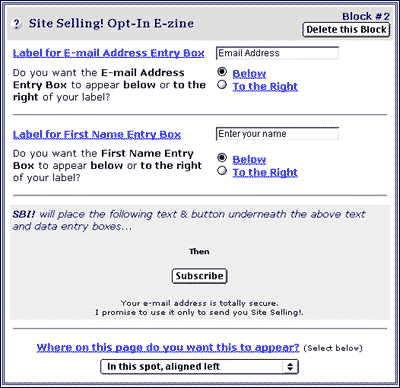 Block #2
? Site Selling! Opt-In E-zine
Delete this Block
Label for E-mail Address Entry Box
Email Address
Do you want the E-mail Address
Entry Box to appear below or to
the right of your label?
Below
To the Right
Label for First Name Entry Box
Enter your name
Do you want the First Name Entry
Box to appear below or to the right
of your label?
Below
To the Right
SBI! will place the following text & button underneath the above text
and data entry boxes...
Then
Subscribe
Your e-mail address is totally secure.
I promise to use it only to send you Site Selling!.
Where on this page do you want this to appear? (Select below)
In this spot, aligned left